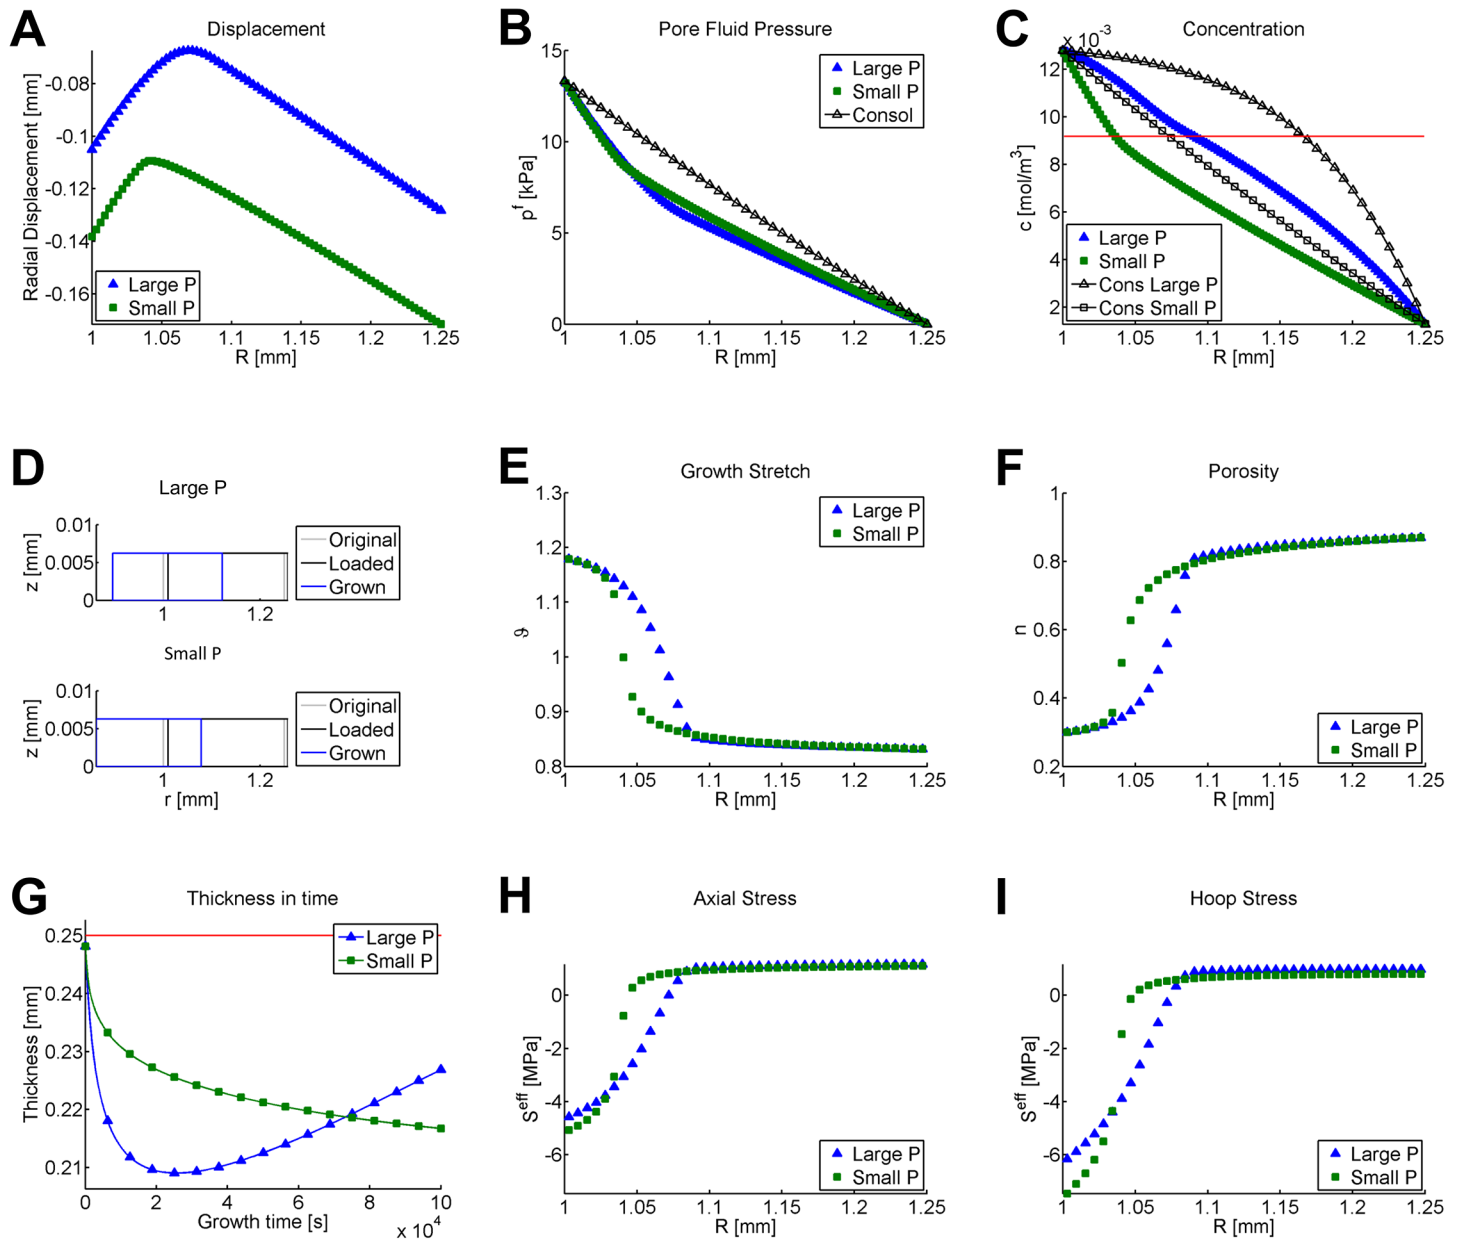 A
Displacement
Radial Displacement [mm]
-0.08
-0.1
-0.12
-0.14
-0.16
Large P
Small P
1 1.05 1.1 1.15 1.2 1.25
R [mm]
B
Pore Fluid Pressure
p^f [kPa]
15
10
5
0
Large P
Small P
Consol
1 1.05 1.1 1.15 1.2 1.25
R [mm]
C
Concentration
x 10^-3
c [mol/m^3]
12
10
8
6
4
2
Large P
Small P
Cons Large P
Cons Small P
1 1.05 1.1 1.15 1.2 1.25
R [mm]
D
Large P
z [mm]
0.01
0.005
0
Original
Loaded
Grown
1 1.2
Small P
z [mm]
0.01
0.005
0
Original
Loaded
Grown
1 1.2
r [mm]
E
Growth Stretch
ϑ
1.3
1.2
1.1
1
0.9
0.8
Large P
Small P
1 1.05 1.1 1.15 1.2 1.25
R [mm]
F
Porosity
n
1
0.8
0.6
0.4
0.2
Large P
Small P
1 1.05 1.1 1.15 1.2 1.25
R [mm]
G
Thickness in time
Thickness [mm]
0.25
0.24
0.23
0.22
0.21
Large P
Small P
0 2 4 6 8 10
Growth time [s]
x 10^4
H
Axial Stress
S^eff [MPa]
0
-2
-4
-6
Large P
Small P
1 1.05 1.1 1.15 1.2 1.25
R [mm]
I
Hoop Stress
S^eff [MPa]
0
-2
-4
-6
Large P
Small P
1 1.05 1.1 1.15 1.2 1.25
R [mm]